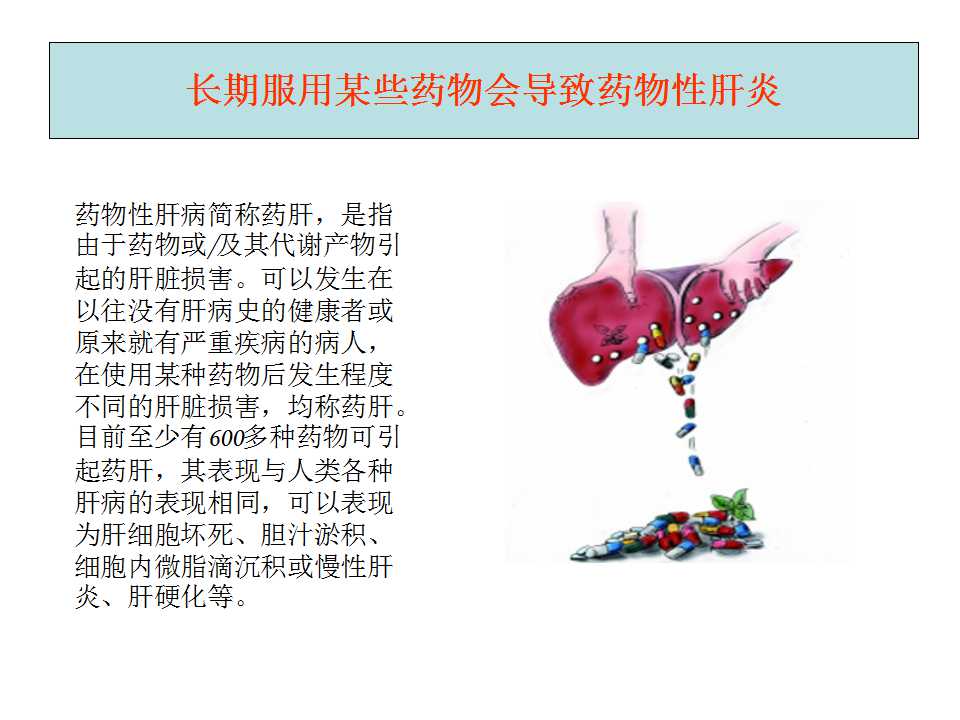 长期服用某些药物会导致药物性肝炎
药物性肝病简称药肝，是指
由于药物或/及其代谢产物引
起的肝脏损害。可以发生在
以往没有肝病史的健康者或
原来就有严重疾病的病人，
在使用某种药物后发生程度
不同的肝脏损害，均称药肝。
目前至少有600多种药物可引
起药肝，其表现与人类各种
肝病的表现相同，可以表现
为肝细胞坏死、胆汁淤积、
细胞内微脂滴沉积或慢性肝
炎、肝硬化等。